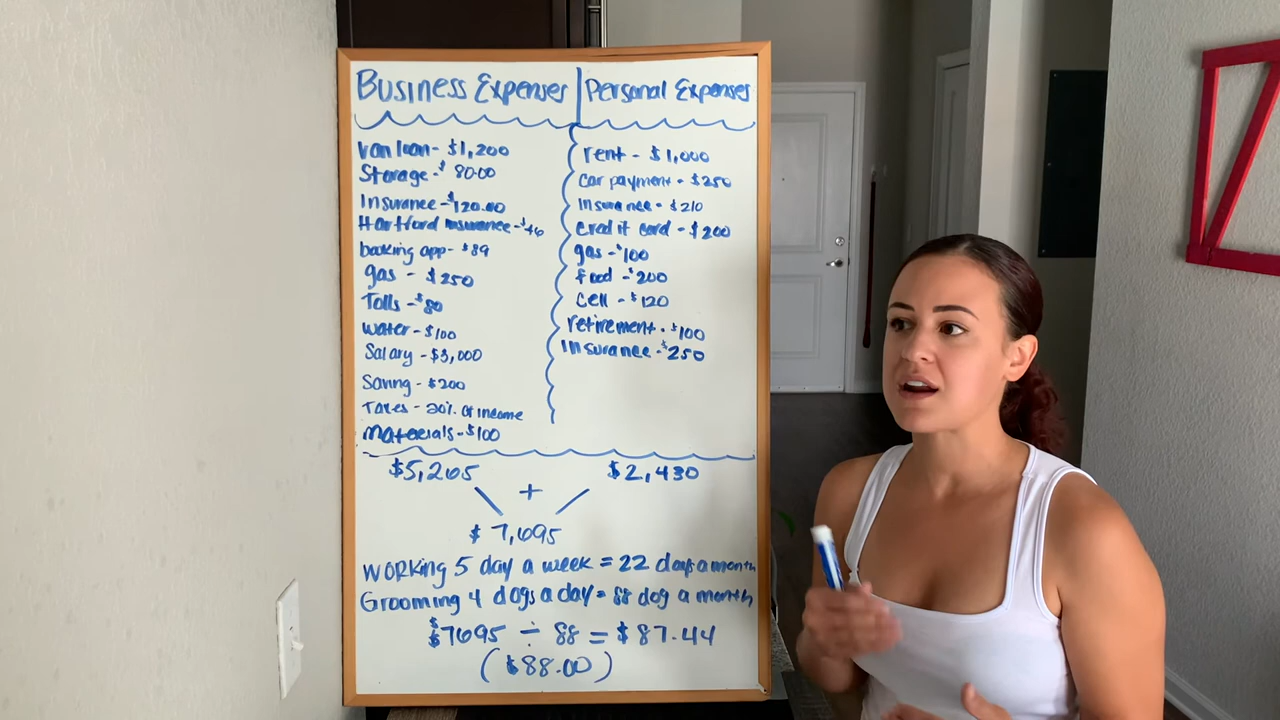 Business Expenses
Van loan - $1,200
Storage - $80.00
Insurance - $120.00
Hartford Insurance - $46
booking app - $89
gas - $250
Tolls - $80
Water - $100
Salary - $3,000
Saving - $200
Taxes - 20% of income
Materials - $100
$5,265
Personal Expenses
rent - $1,000
car payment - $250
Insurance - $210
credit card - $200
gas - $100
food - $200
cell - $120
retirement - $100
Insurance - $250
$2,430
+
$7,695
Working 5 day a week = 22 days a month
Grooming 4 dogs a day = 88 dog a month
$7695 ÷ 88 = $87.44
($88.00)